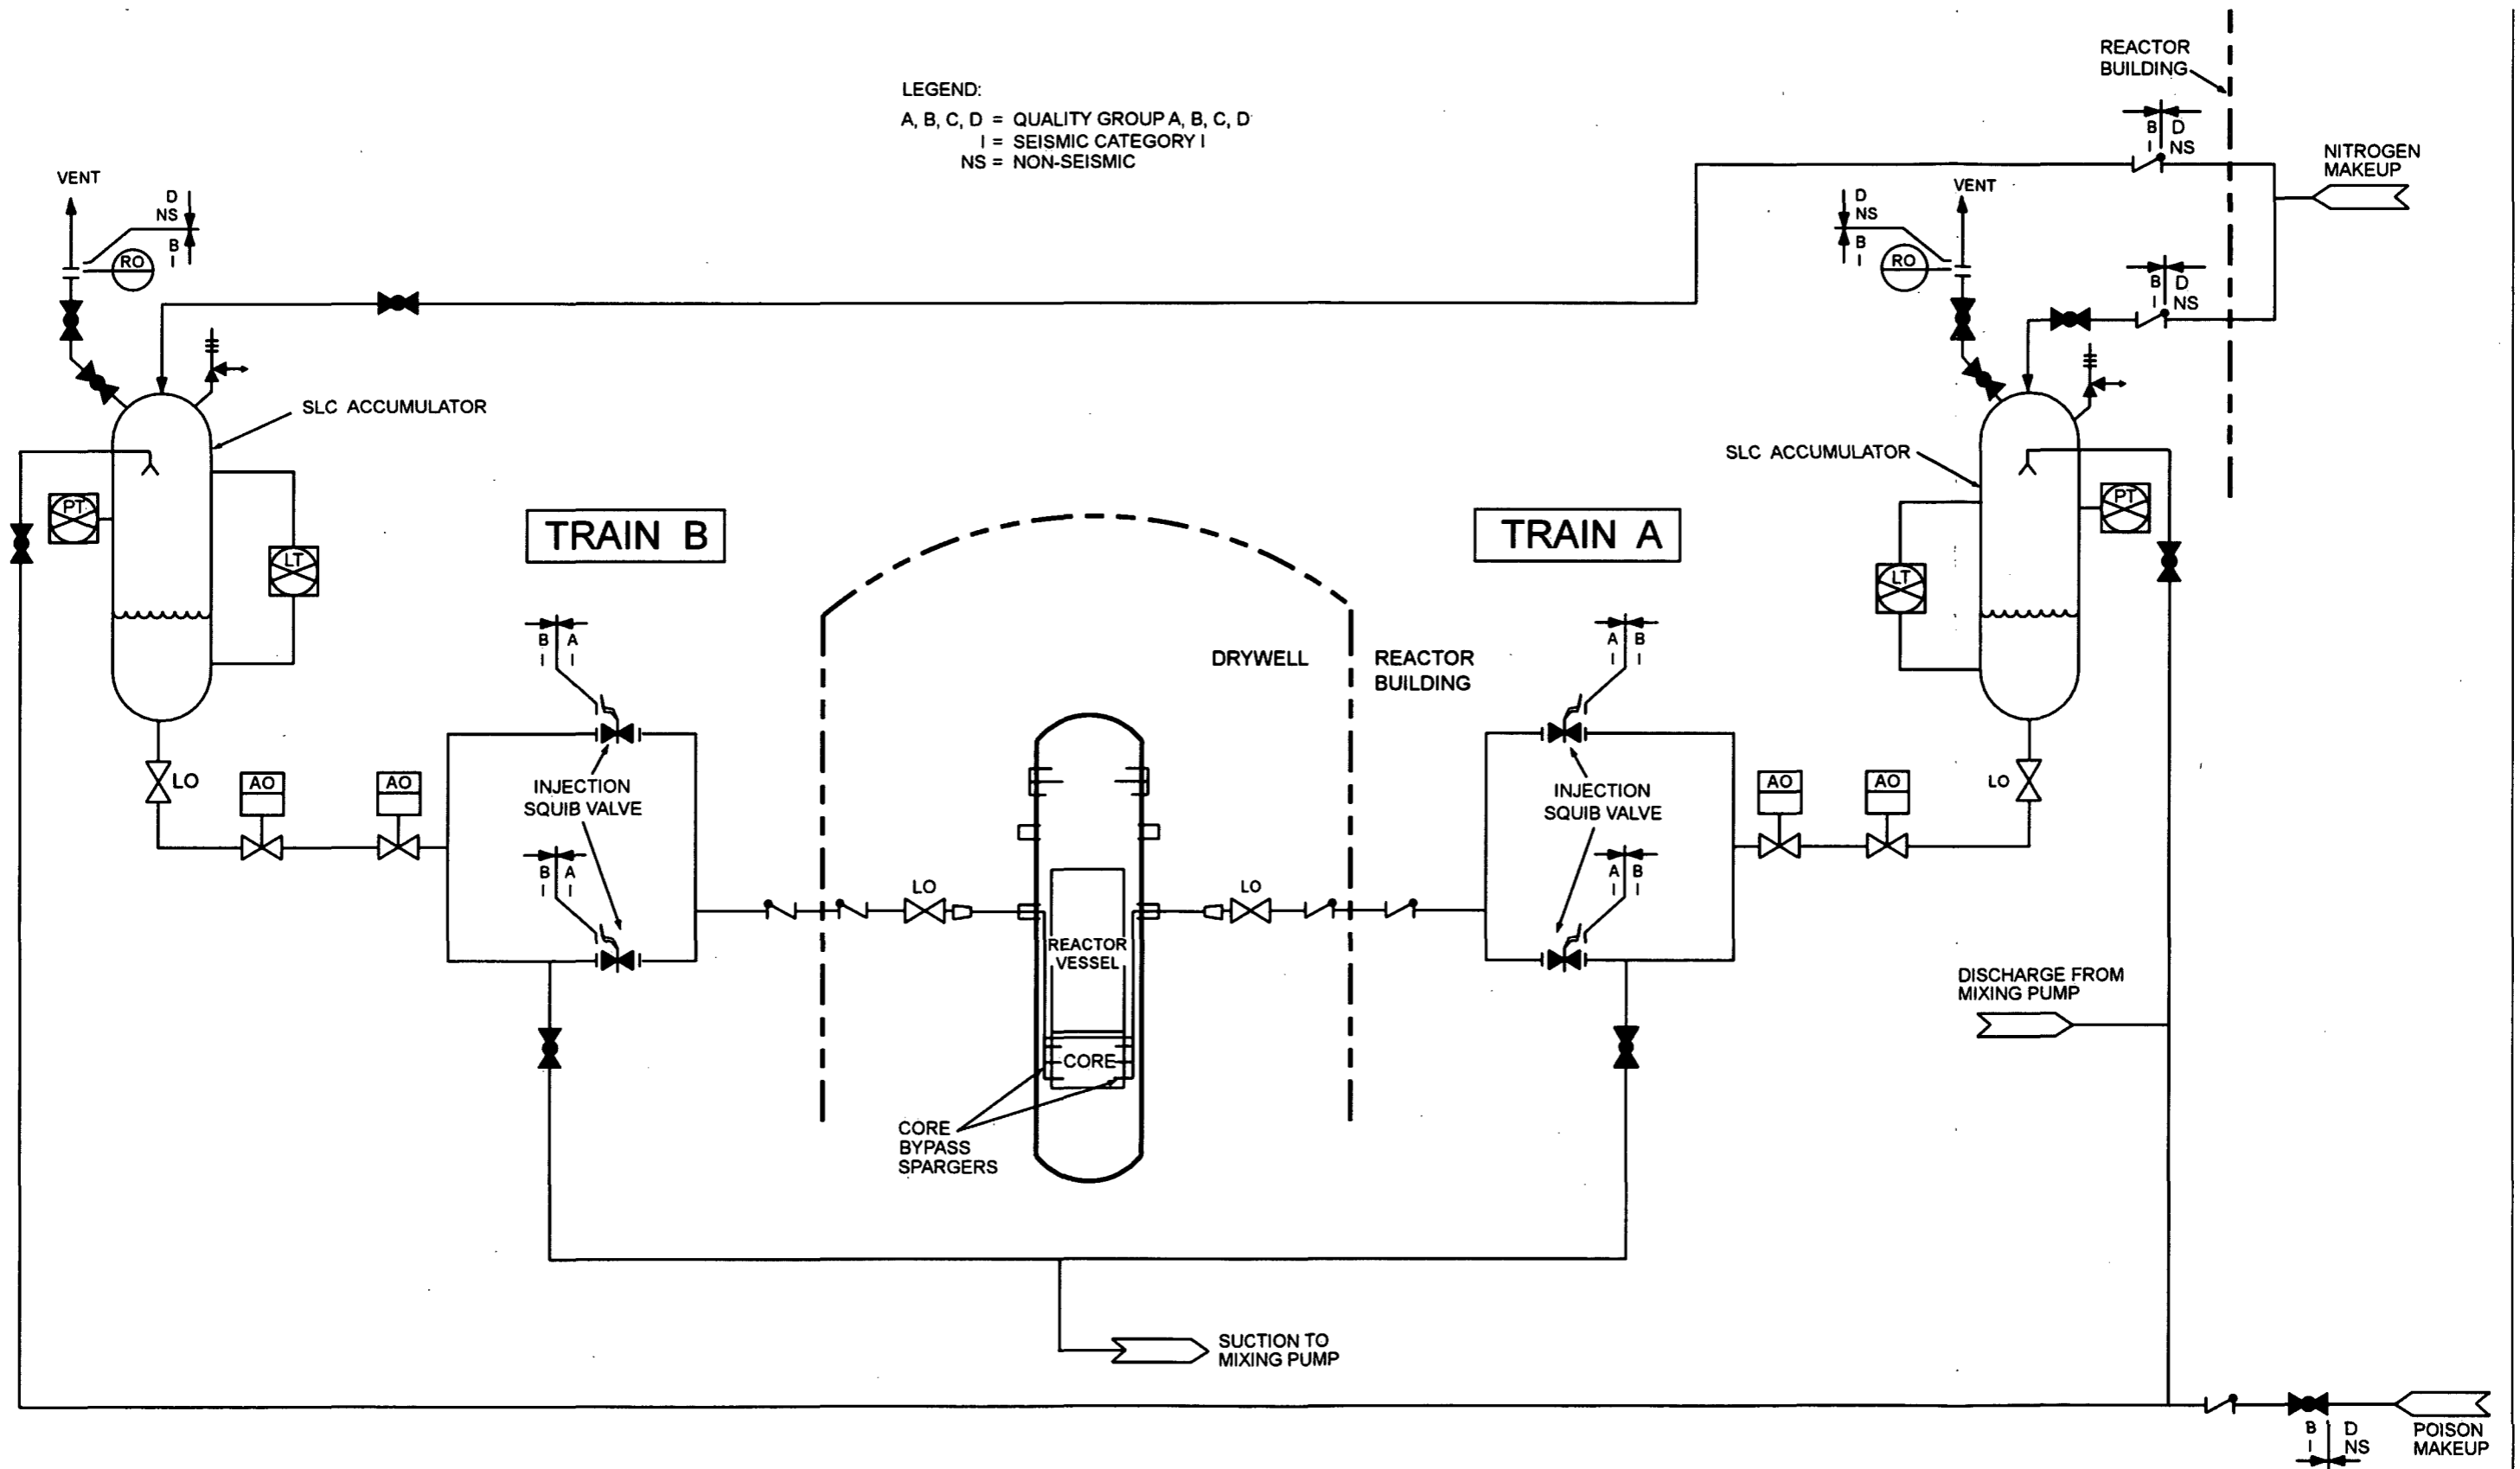 LEGEND:
A, B, C, D = QUALITY GROUP A, B, C, D
I = SEISMIC CATEGORY I
NS = NON-SEISMIC
REACTOR
BUILDING
B D
I NS
NITROGEN
MAKEUP
VENT
D
NS
B
I
RO
VENT
D
NS
B
I
RO
B D
I NS
SLC ACCUMULATOR
SLC ACCUMULATOR
PT
LT
PT
LT
TRAIN B
TRAIN A
B A
I I
DRYWELL
REACTOR
BUILDING
A B
I I
LO
AO
AO
INJECTION
SQUIB VALVE
INJECTION
SQUIB VALVE
AO
AO
LO
B A
I I
A B
I I
LO
LO
REACTOR
VESSEL
CORE
DISCHARGE FROM
MIXING PUMP
CORE
BYPASS
SPARGERS
SUCTION TO
MIXING PUMP
B D
I NS
POISON
MAKEUP